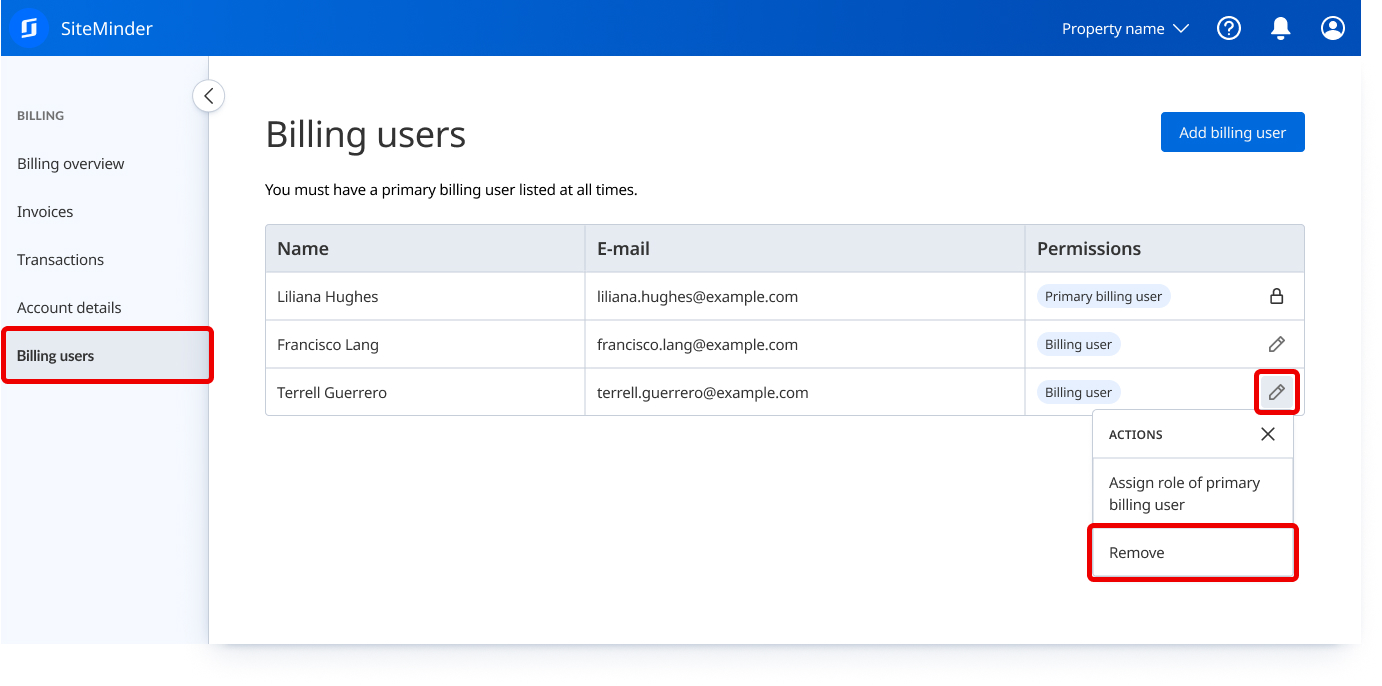 SiteMinder
Property name
BILLING
Billing overview
Invoices
Transactions
Account details
Billing users
Billing users
Add billing user
You must have a primary billing user listed at all times.
Name E-mail Permissions
Liliana Hughes liliana.hughes@example.com Primary billing user
Francisco Lang francisco.lang@example.com Billing user
Terrell Guerrero terrell.guerrero@example.com Billing user
ACTIONS
Assign role of primary
billing user
Remove